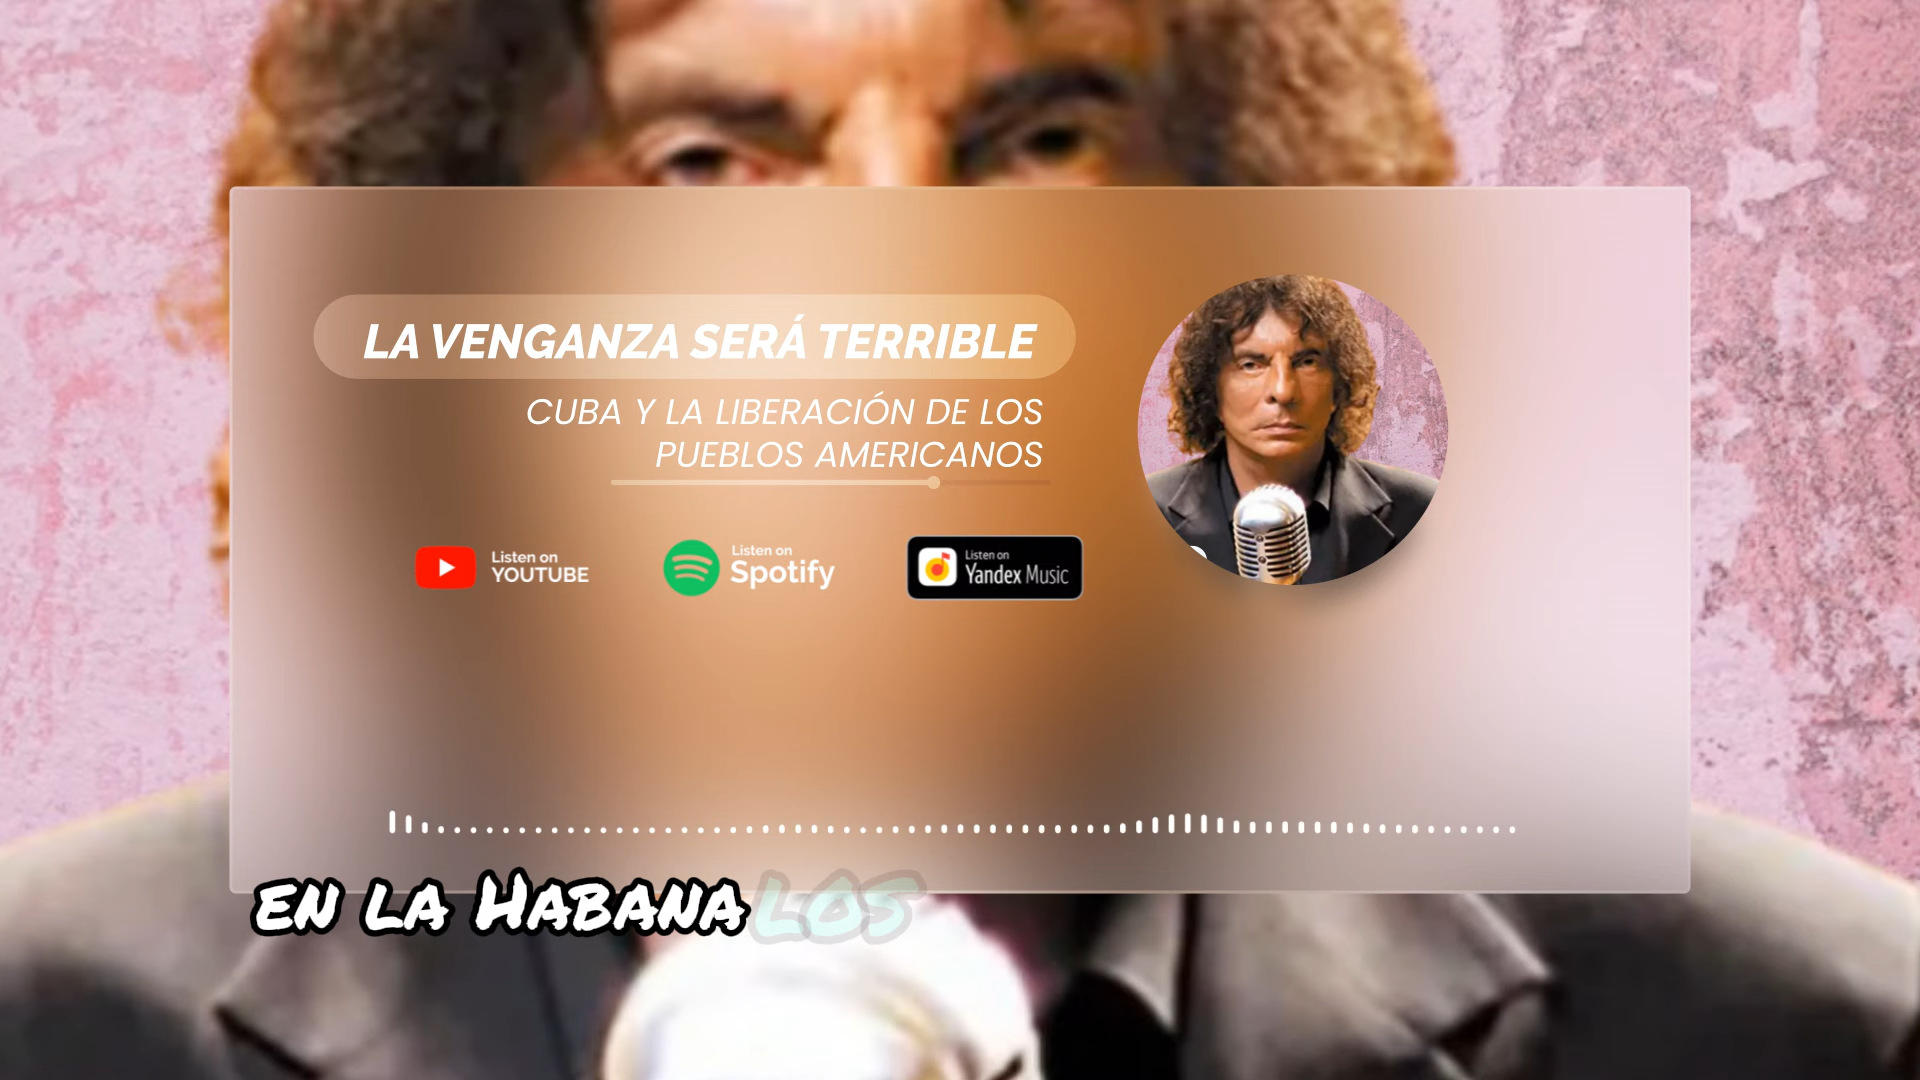 LA VENGANZA SERÁ TERRIBLE
CUBA Y LA LIBERACIÓN DE LOS
PUEBLOS AMERICANOS
Listen on
YOUTUBE
Listen on
Spotify
Listen on
Yandex Music
en la Habana los